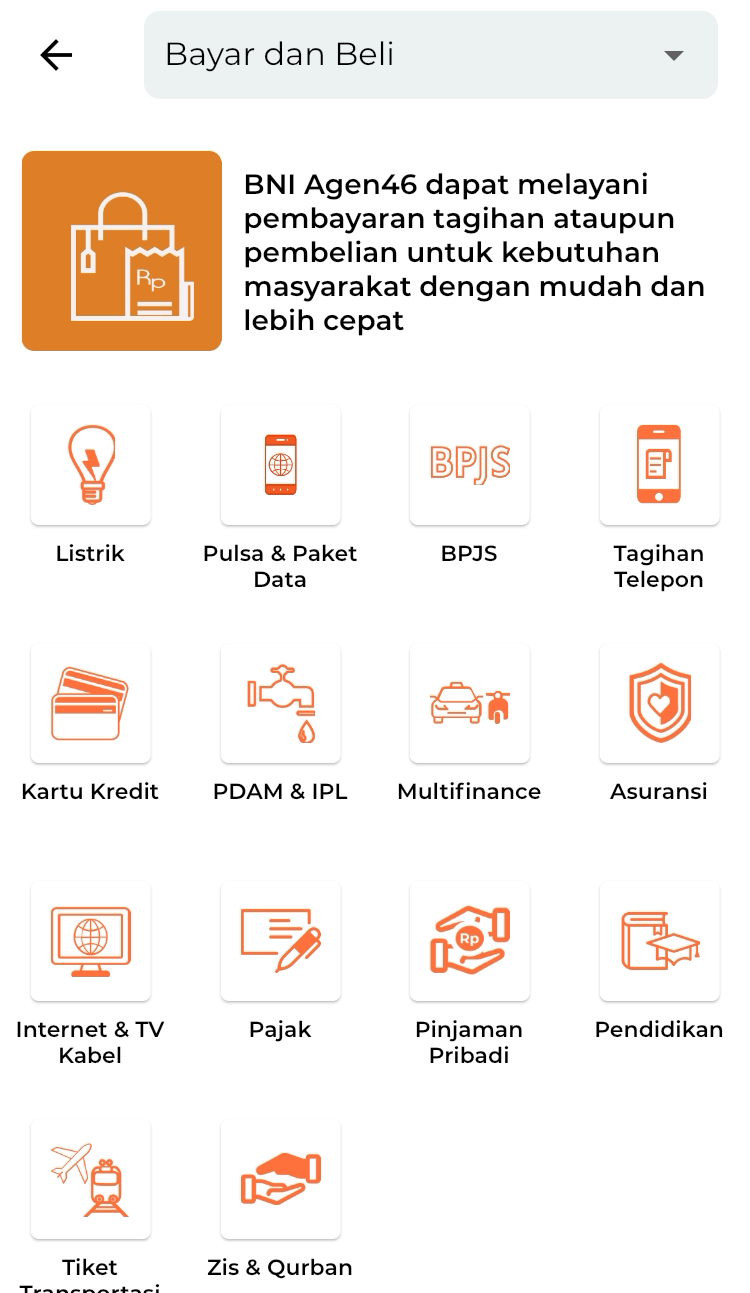 Bayar dan Beli
BNI Agen46 dapat melayani
pembayaran tagihan ataupun
pembelian untuk kebutuhan
masyarakat dengan mudah dan
lebih cepat
Rp
Listrik
Pulsa & Paket
Data
BPJS
BPJS
Tagihan
Telepon
Kartu Kredit
PDAM & IPL
Multifinance
Asuransi
Internet & TV
Kabel
Pajak
Rp
Pinjaman
Pribadi
Pendidikan
Tiket
Transportasi
Zis & Qurban